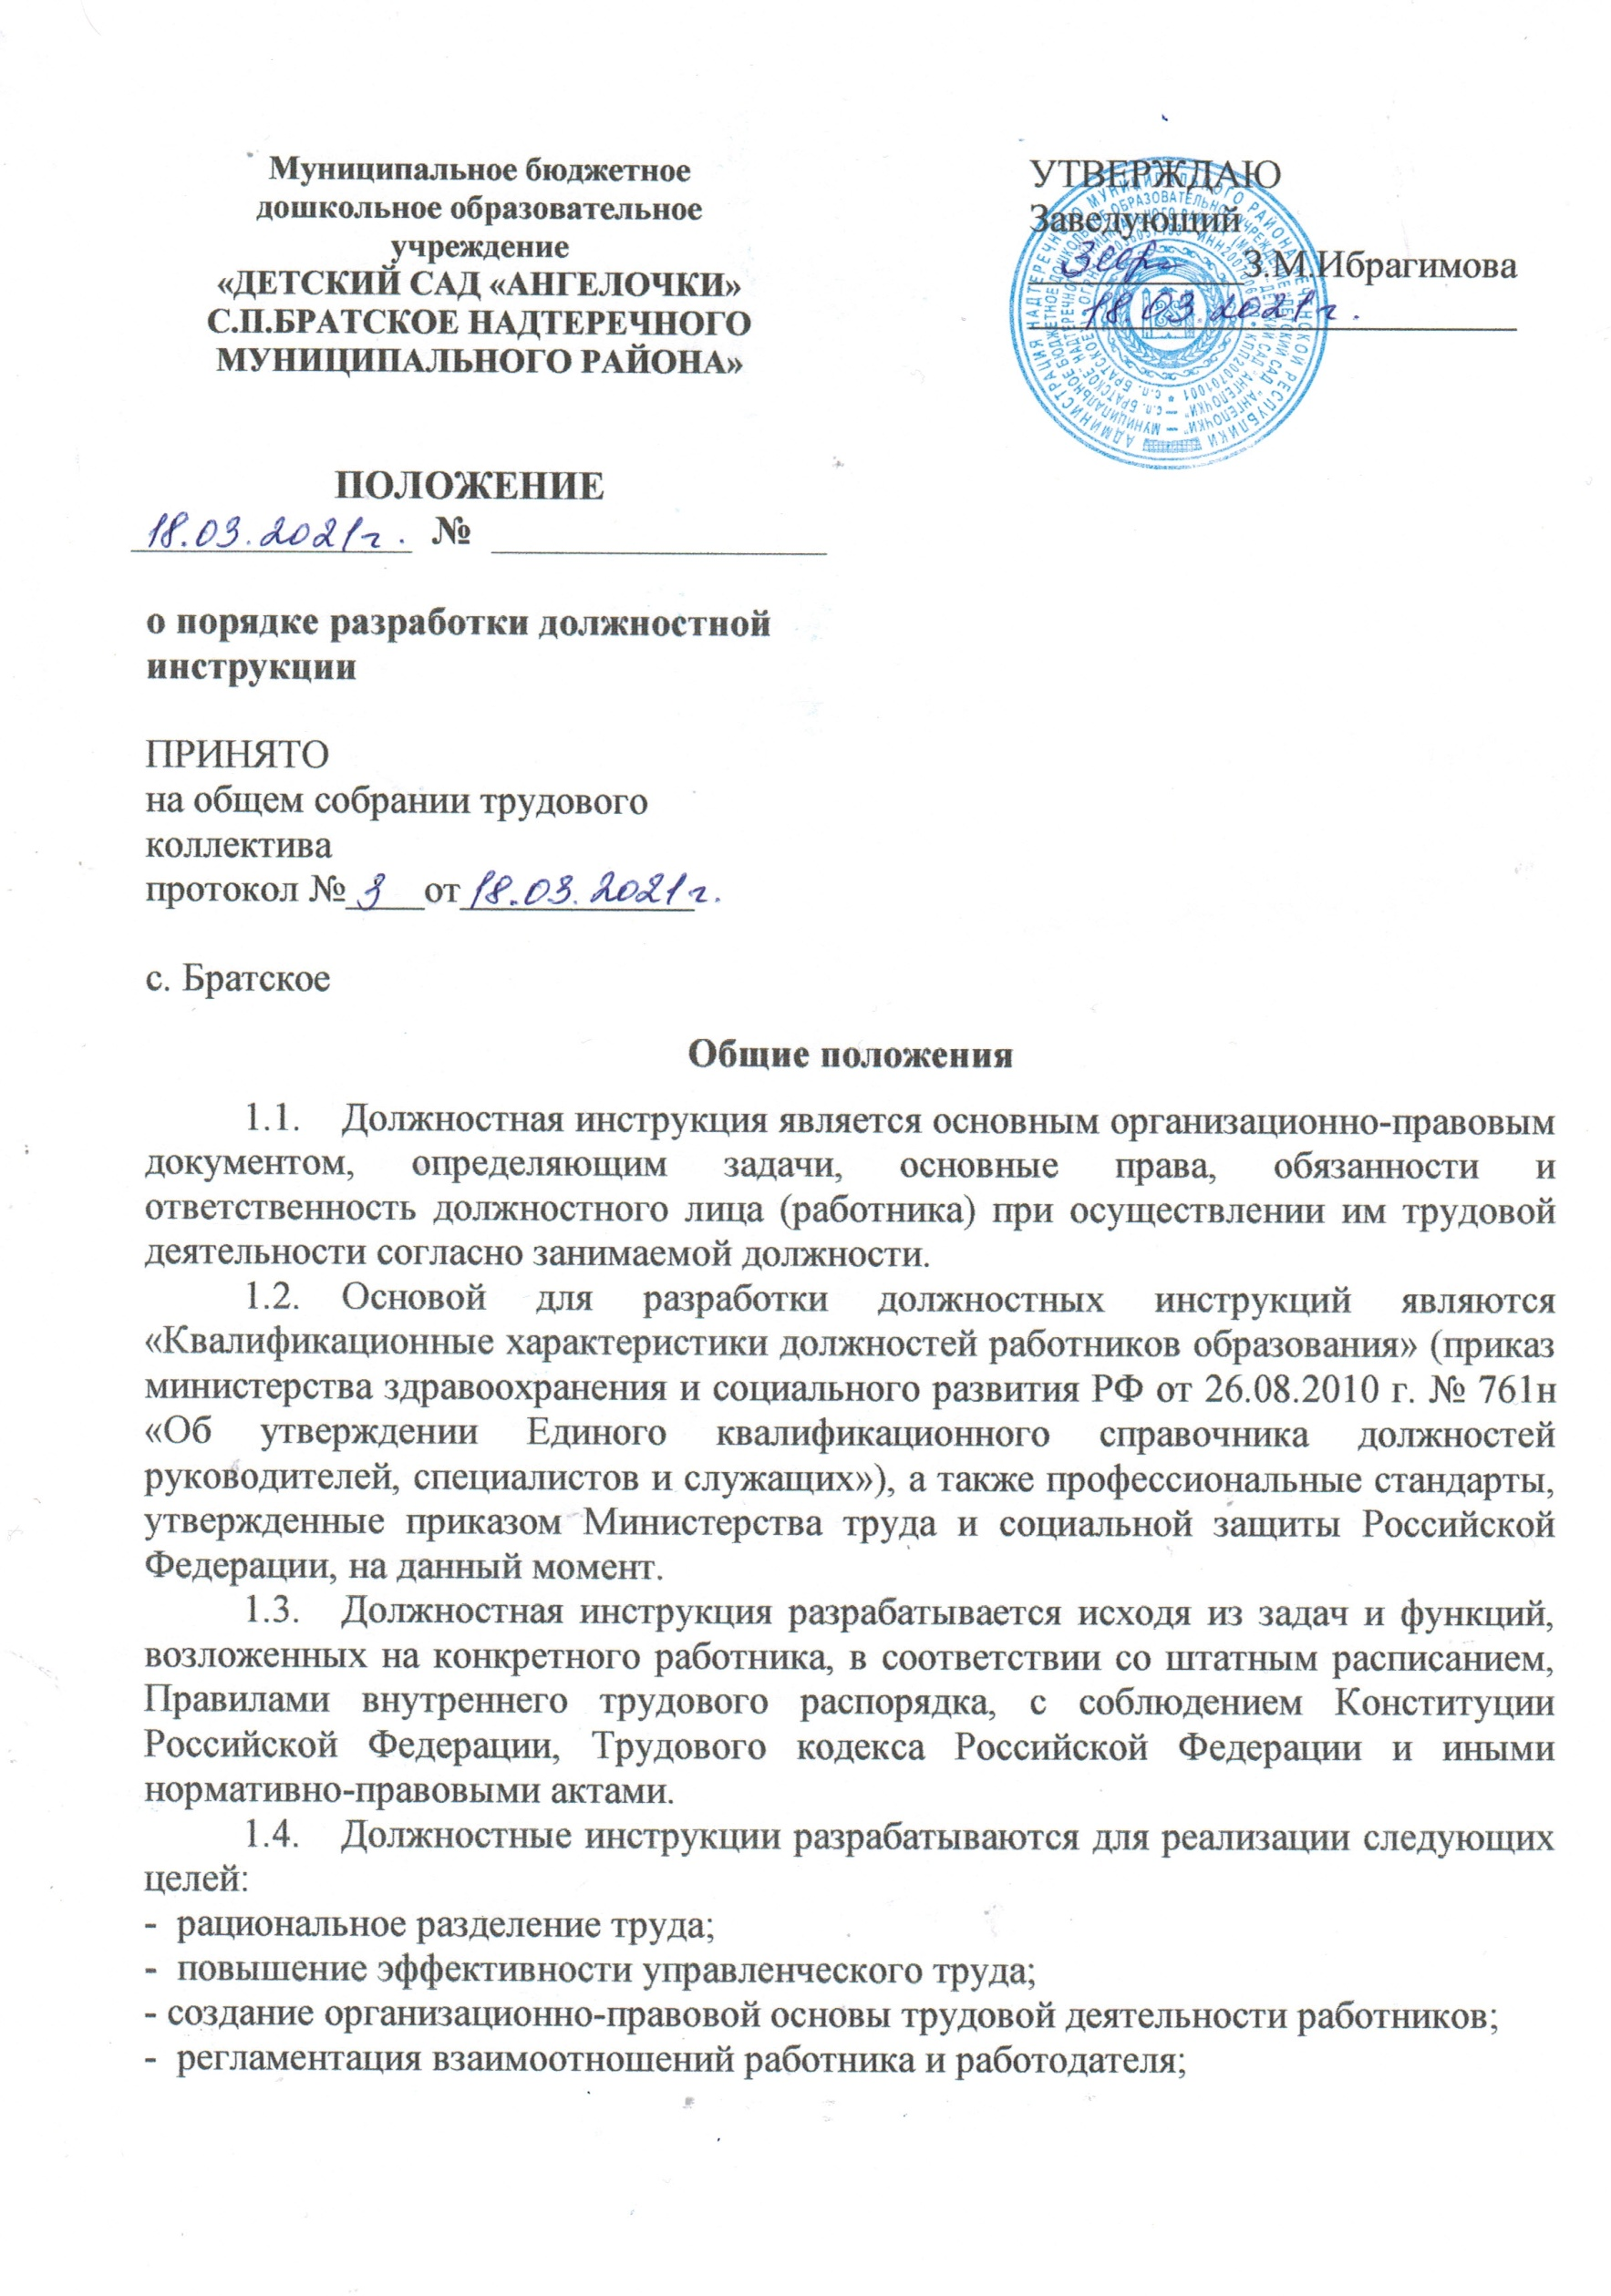 Муниципальное бюджетное
дошкольное образовательное
учреждение
«ДЕТСКИЙ САД «АНГЕЛОЧКИ»
С.П.БРАТСКОЕ НАДТЕРЕЧНОГО
МУНИЦИПАЛЬНОГО РАЙОНА»
УТВЕРЖДАЮ
Заведующий
З.М.Ибрагимова
18.03.2021г.
ПОЛОЖЕНИЕ
18.03.2021г. №
о порядке разработки должностной
инструкции
ПРИНЯТО
на общем собрании трудового
коллектива
протокол № 3 от 18.03.2021г.
с. Братское
Общие положения
1.1. Должностная инструкция является основным организационно-правовым
документом, определяющим задачи, основные права, обязанности и
ответственность должностного лица (работника) при осуществлении им трудовой
деятельности согласно занимаемой должности.
1.2. Основой для разработки должностных инструкций являются
«Квалификационные характеристики должностей работников образования» (приказ
министерства здравоохранения и социального развития РФ от 26.08.2010 г. № 761н
«Об утверждении Единого квалификационного справочника должностей
руководителей, специалистов и служащих»), а также профессиональные стандарты,
утвержденные приказом Министерства труда и социальной защиты Российской
Федерации, на данный момент.
1.3. Должностная инструкция разрабатывается исходя из задач и функций,
возложенных на конкретного работника, в соответствии со штатным расписанием,
Правилами внутреннего трудового распорядка, с соблюдением Конституции
Российской Федерации, Трудового кодекса Российской Федерации и иными
нормативно-правовыми актами.
1.4. Должностные инструкции разрабатываются для реализации следующих
целей:
- рациональное разделение труда;
- повышение эффективности управленческого труда;
- создание организационно-правовой основы трудовой деятельности работников;
- регламентация взаимоотношений работника и работодателя;